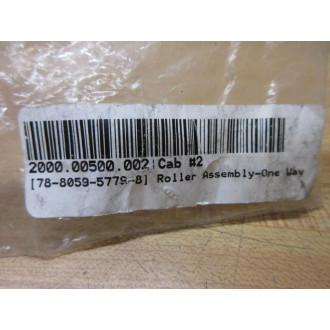 2000.00500.002 Cab #2
[78-8059-5779-8] Roller Assembly-One Way